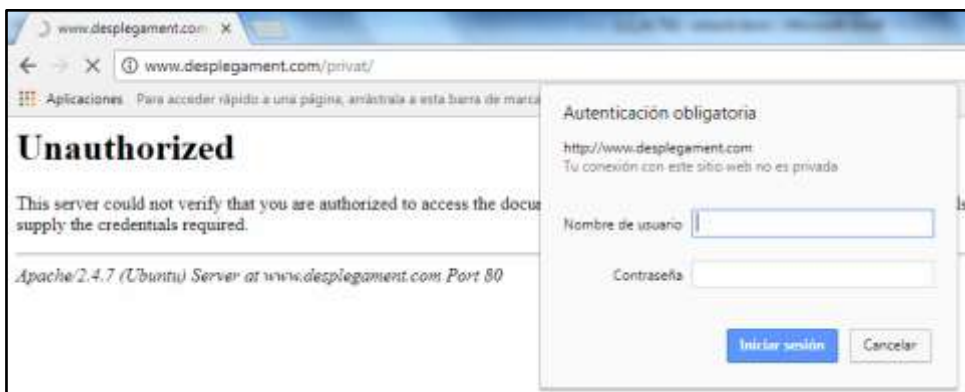 www.desplegament.com
www.desplegament.com/privat/
Aplicaciones Para acceder rápido a una página, arrástrala a esta barra de marca
Unauthorized
This server could not verify that you are authorized to access the docu
supply the credentials required.
Apache/2.4.7 (Ubuntu) Server at www.desplegament.com Port 80
Autenticación obligatoria
http://www.desplegament.com
Tu conexión con este sitio web no es privada
Nombre de usuario
Contraseña
Iniciar sesión Cancelar